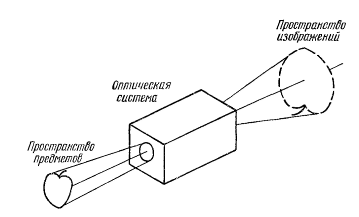 Пространство
изображений
Оптическая
система
Пространство
предметов